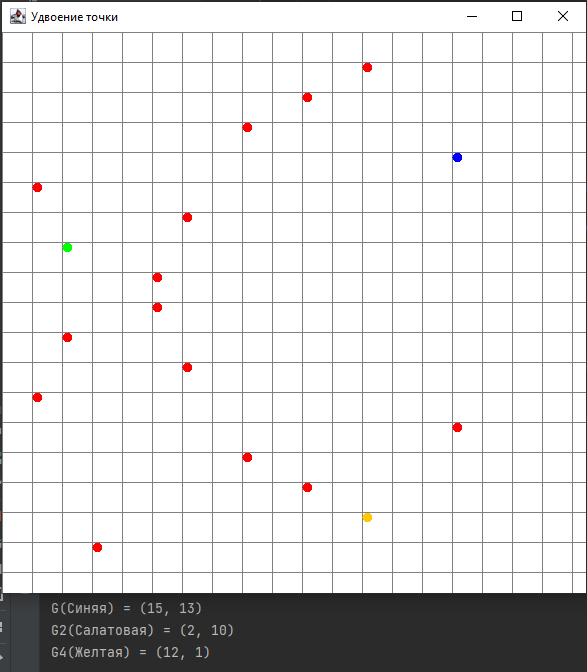 Удвоение точки
G(Синяя) = (15, 13)
G2(Салатовая) = (2, 10)
G4(Желтая) = (12, 1)